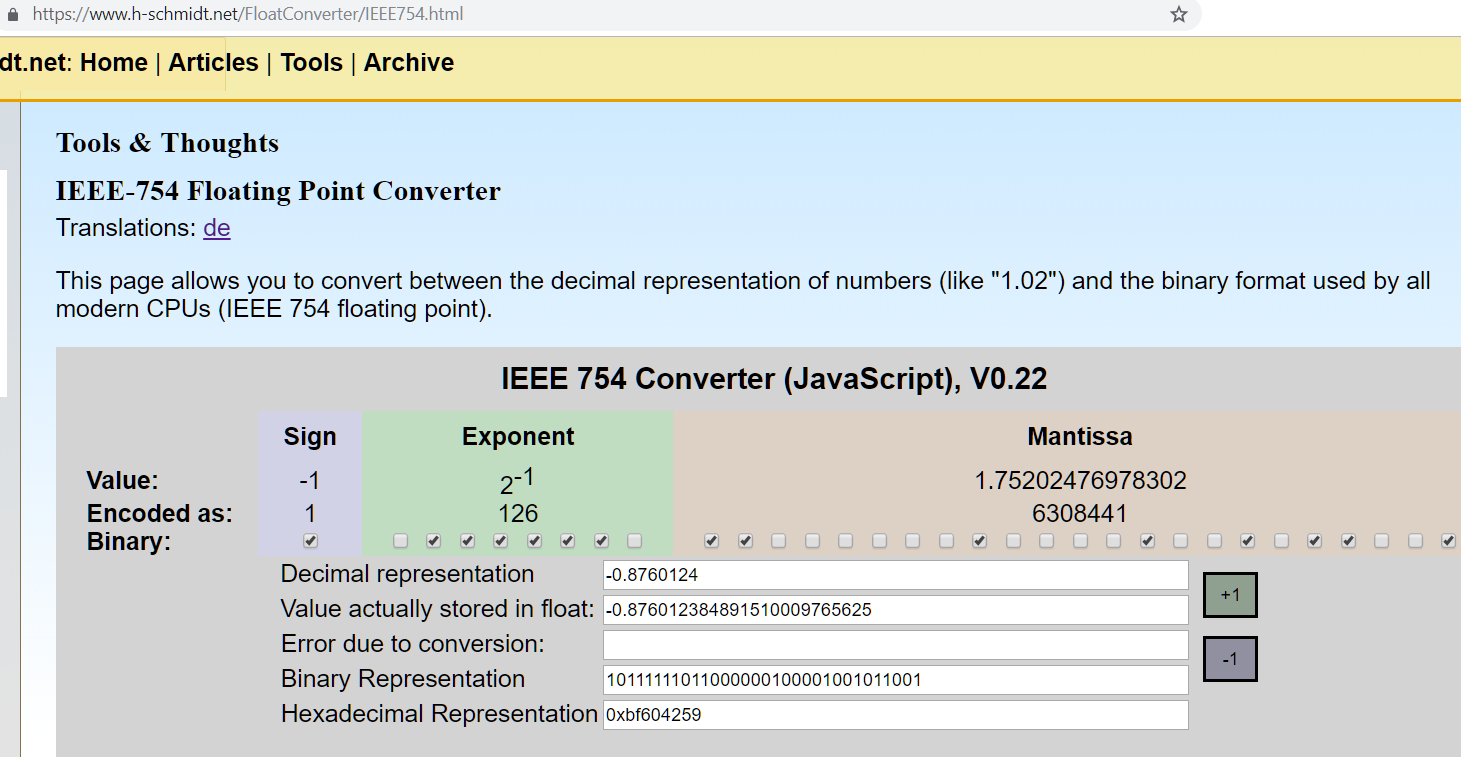 https://www.h-schmidt.net/FloatConverter/IEEE754.html
dt.net: Home | Articles | Tools | Archive
Tools & Thoughts
IEEE-754 Floating Point Converter
Translations: de
This page allows you to convert between the decimal representation of numbers (like "1.02") and the binary format used by all
modern CPUs (IEEE 754 floating point).
IEEE 754 Converter (JavaScript), V0.22
Sign Exponent Mantissa
Value: -1 2-1 1.75202476978302
Encoded as: 1 126 6308441
Binary:
Decimal representation -0.8760124
Value actually stored in float: -0.876012384891510009765625
+1
Error due to conversion:
-1
Binary Representation 10111111011000000100001001011001
Hexadecimal Representation 0xbf604259